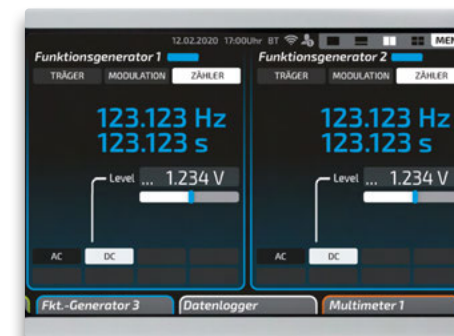 12.02.2020 17:00Uhr BT MEN
Funktionsgenerator 1 Funktionsgenerator 2
TRÄGER MODULATION ZÄHLER TRÄGER MODULATION ZÄHLER
123.123 Hz 123.123 Hz
123.123 s 123.123 s
Level ... 1.234 V Level ... 1.234 V
AC DC AC DC
Fkt.-Generator 3 Datenlogger Multimeter 1